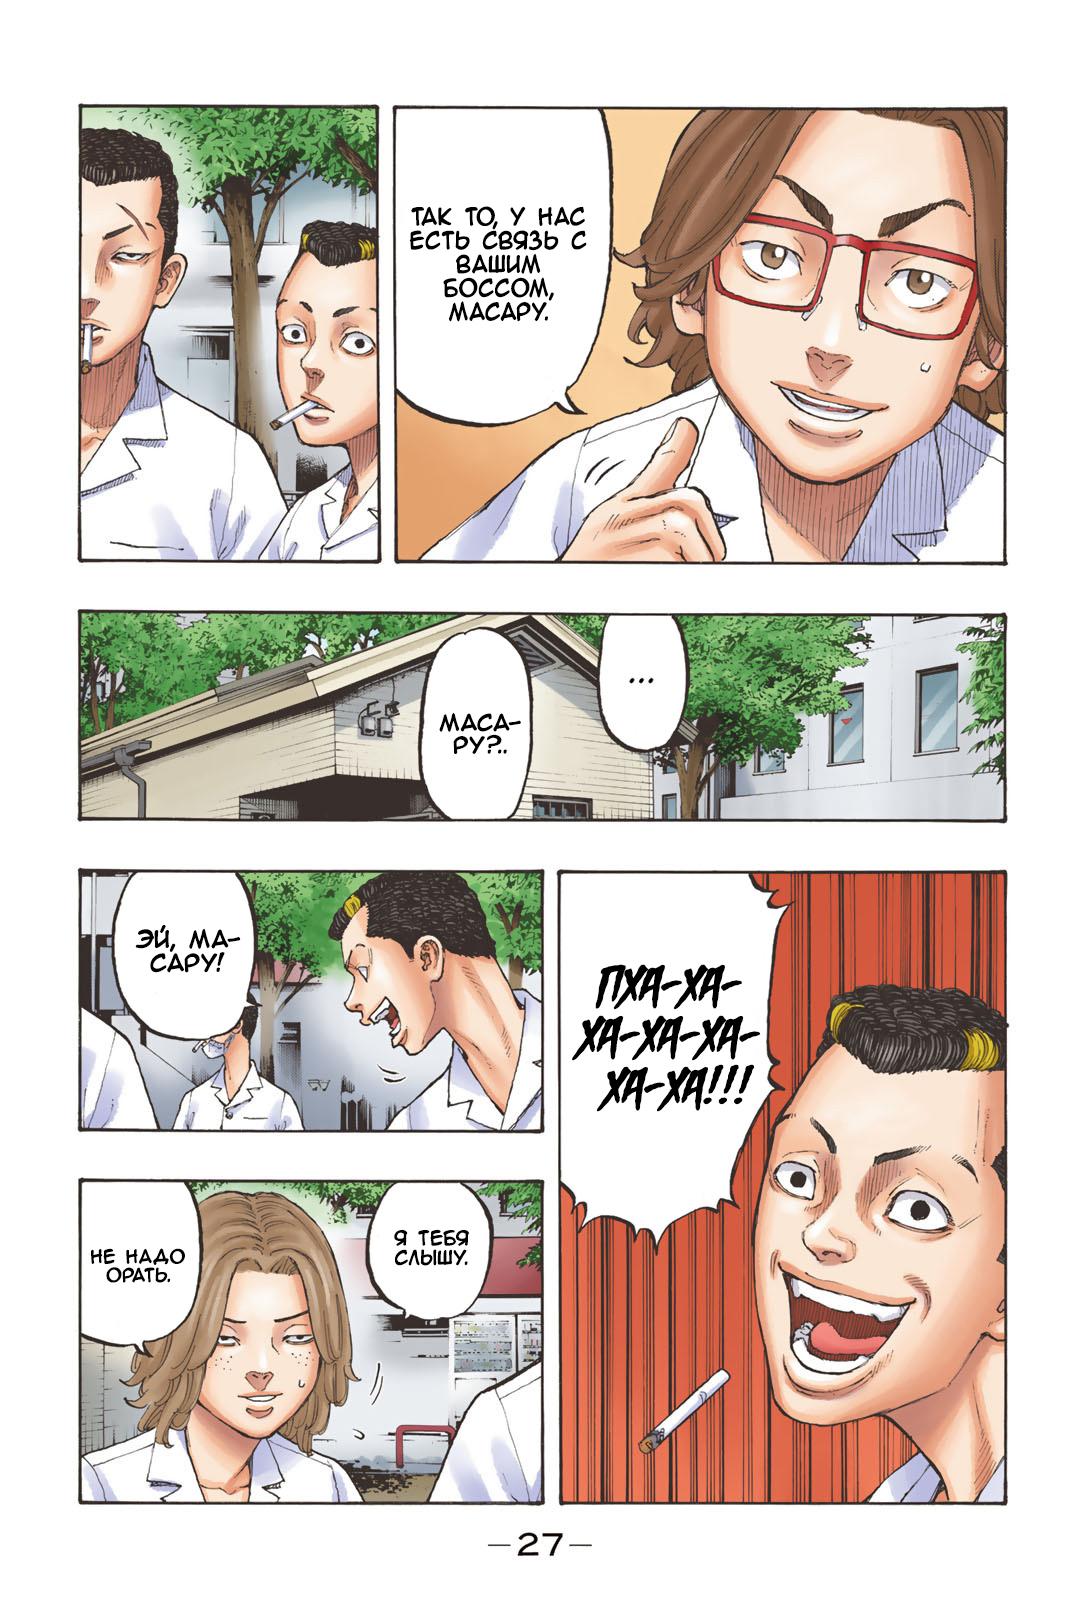 ТАК ТО, У НАС
ЕСТЬ СВЯЗЬ С
ВАШИМ
БОССОМ,
МАСАРУ.
...
МАСА-
РУ?..
ПХА-ХА-
ХА-ХА-ХА-
ХА-ХА!!!
ЭЙ, МА-
САРУ!
Я ТЕБЯ
СЛЫШУ.
НЕ НАДО
ОРАТЬ.
—27—